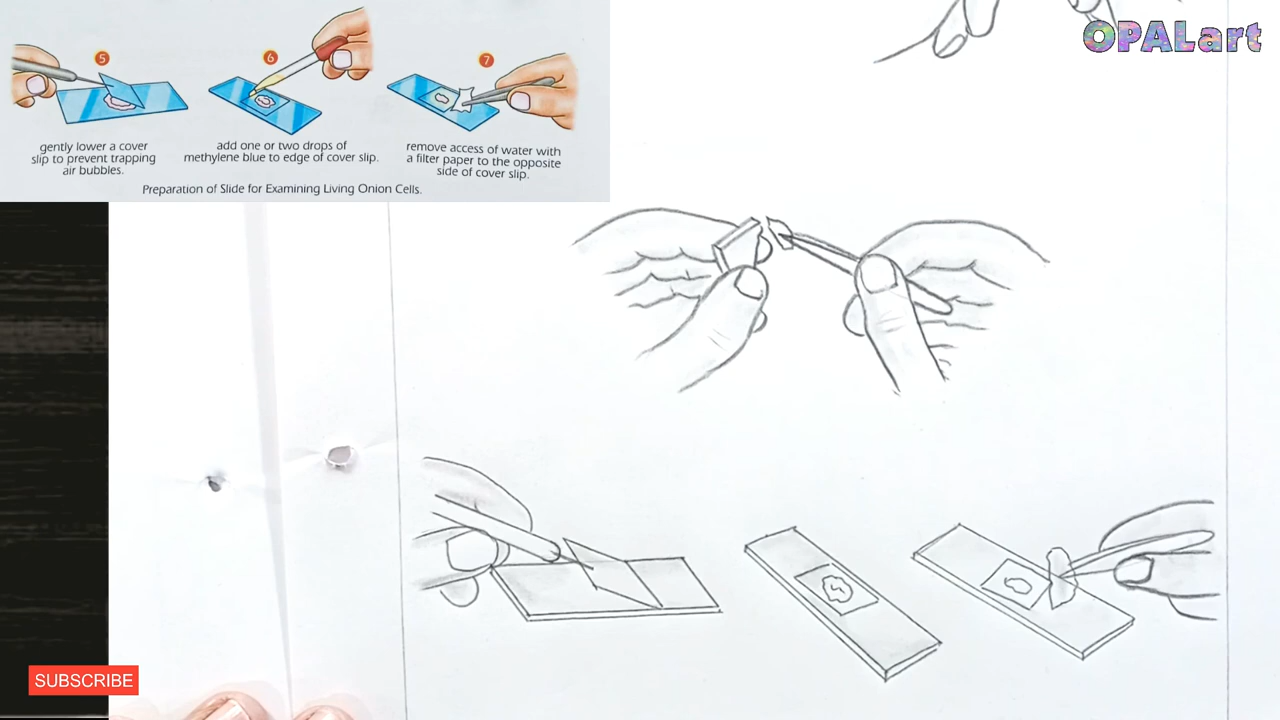 OPALart
5
6
7
gently lower a cover
slip to prevent trapping
air bubbles.
add one or two drops of
methylene blue to edge of cover slip.
remove access of water with
a filter paper to the opposite
side of cover slip.
Preparation of Slide for Examining Living Onion Cells.
SUBSCRIBE